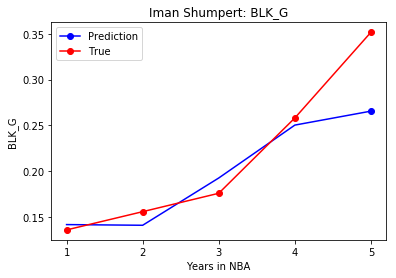 Iman Shumpert: BLK_G
Prediction
True
0.35
0.30
0.25
0.20
0.15
BLK_G
1 2 3 4 5
Years in NBA